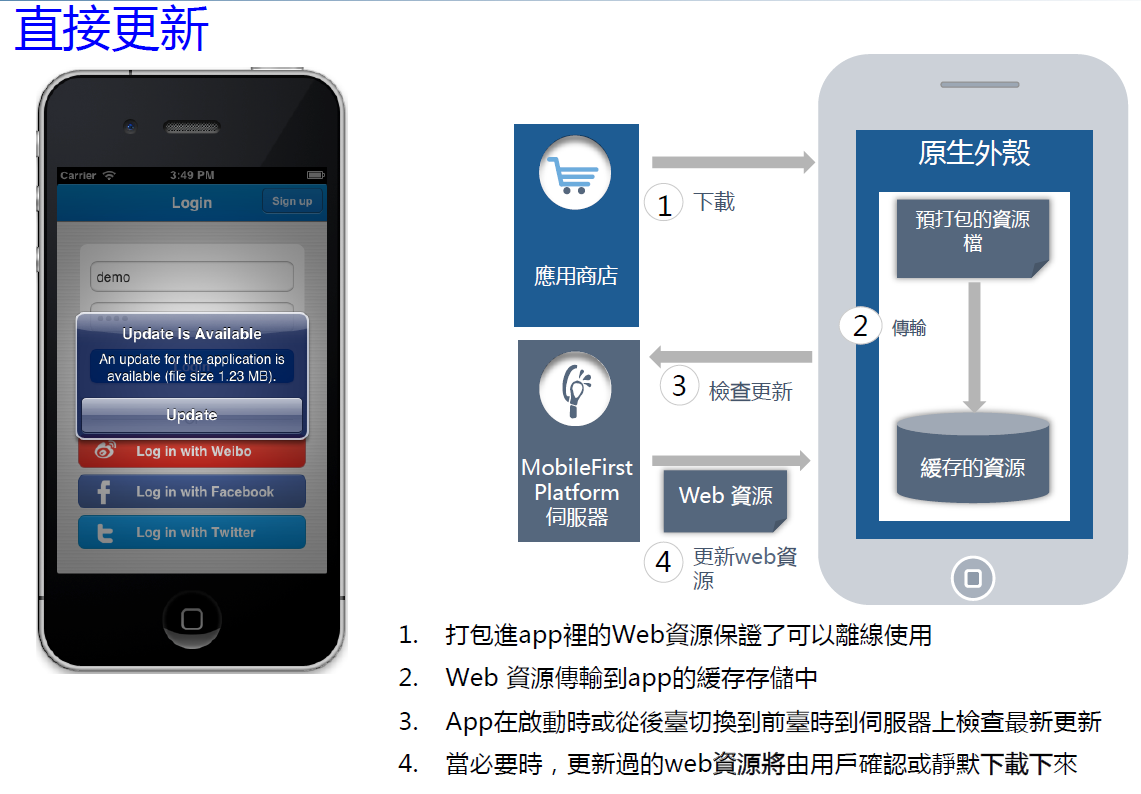 直接更新
Carrier
3:49 PM
Login
Sign up
demo
Update Is Available
An update for the application is
available (file size 1.23 MB).
Update
Log in with Weibo
Log in with Facebook
Log in with Twitter
應用商店
1
下載
原生外殼
預打包的資源
檔
2
傳輸
緩存的資源
3
檢查更新
MobileFirst
Platform
伺服器
Web 資源
4
更新web資
源
1. 打包進app裡的Web資源保證了可以離線使用
2. Web 資源傳輸到app的緩存存儲中
3. App在啟動時或從後臺切換到前臺時到伺服器上檢查最新更新
4. 當必要時，更新過的web資源將由用戶確認或靜默下載下來